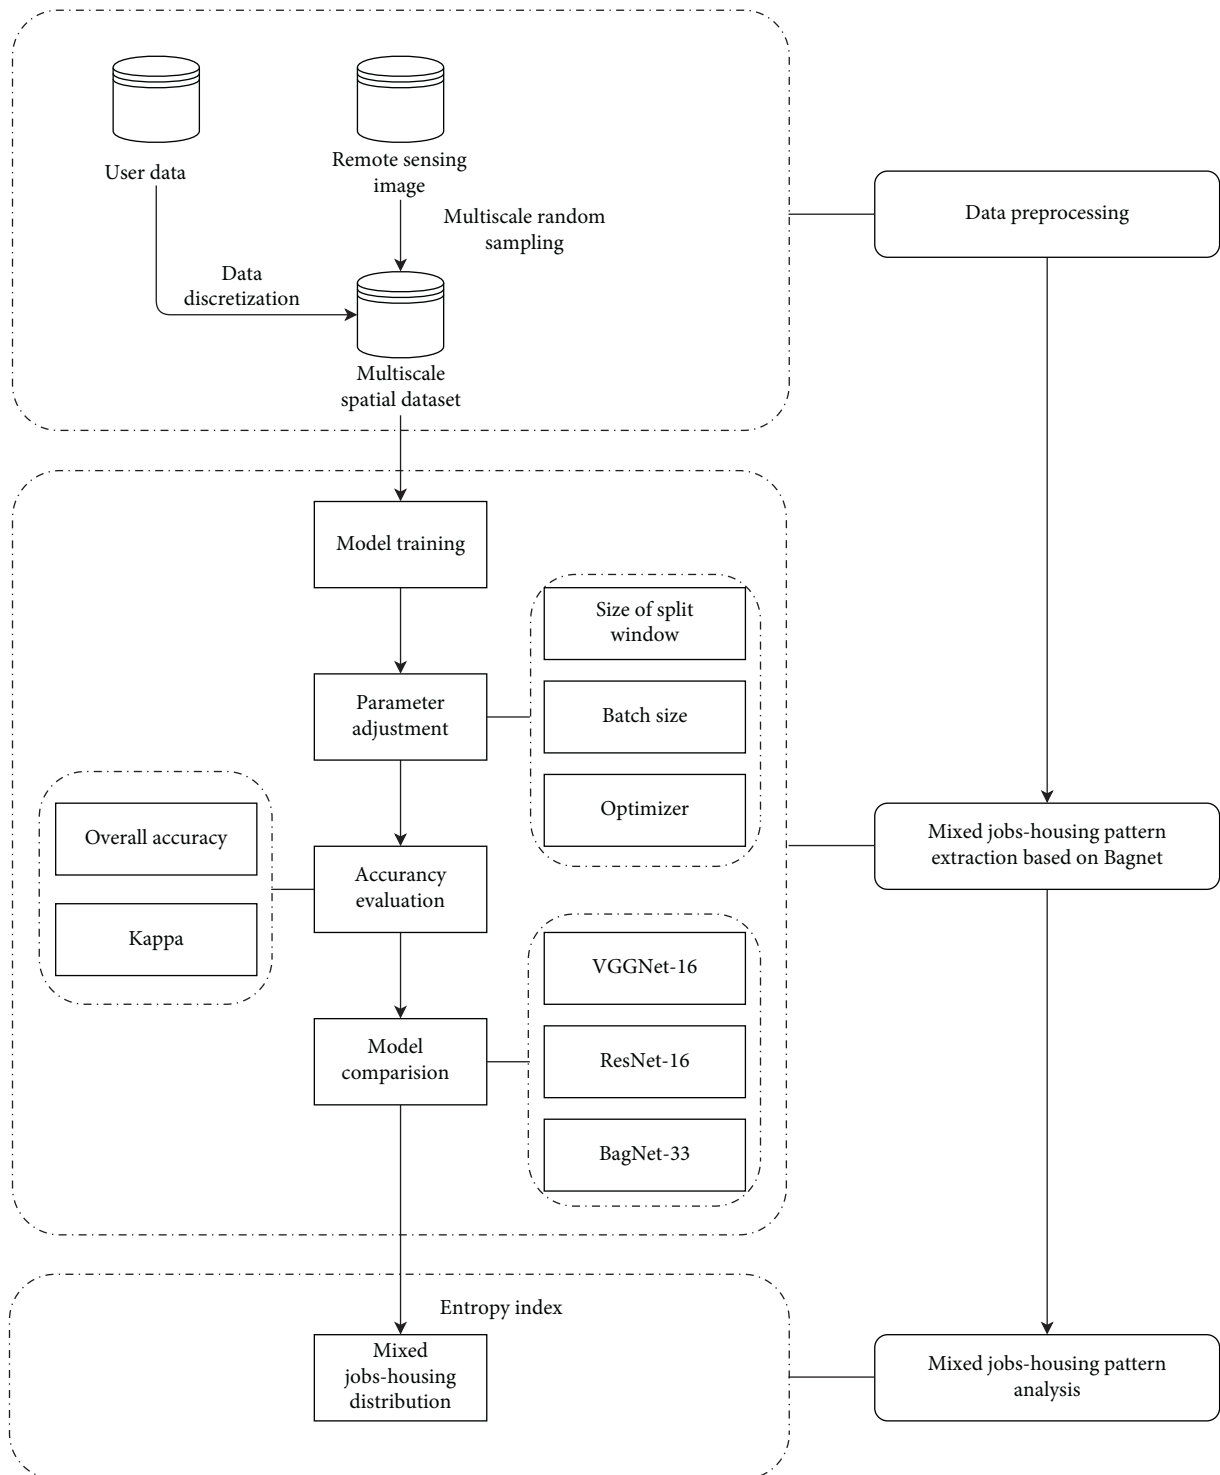 User data
Remote sensing
image
Multiscale random
sampling
Data
discretization
Multiscale
spatial dataset
Data preprocessing
Model training
Size of split
window
Parameter
adjustment
Batch size
Optimizer
Overall accuracy
Kappa
Accurancy
evaluation
Mixed jobs-housing pattern
extraction based on Bagnet
VGGNet-16
Model
comparision
ResNet-16
BagNet-33
Entropy index
Mixed
jobs-housing
distribution
Mixed jobs-housing pattern
analysis